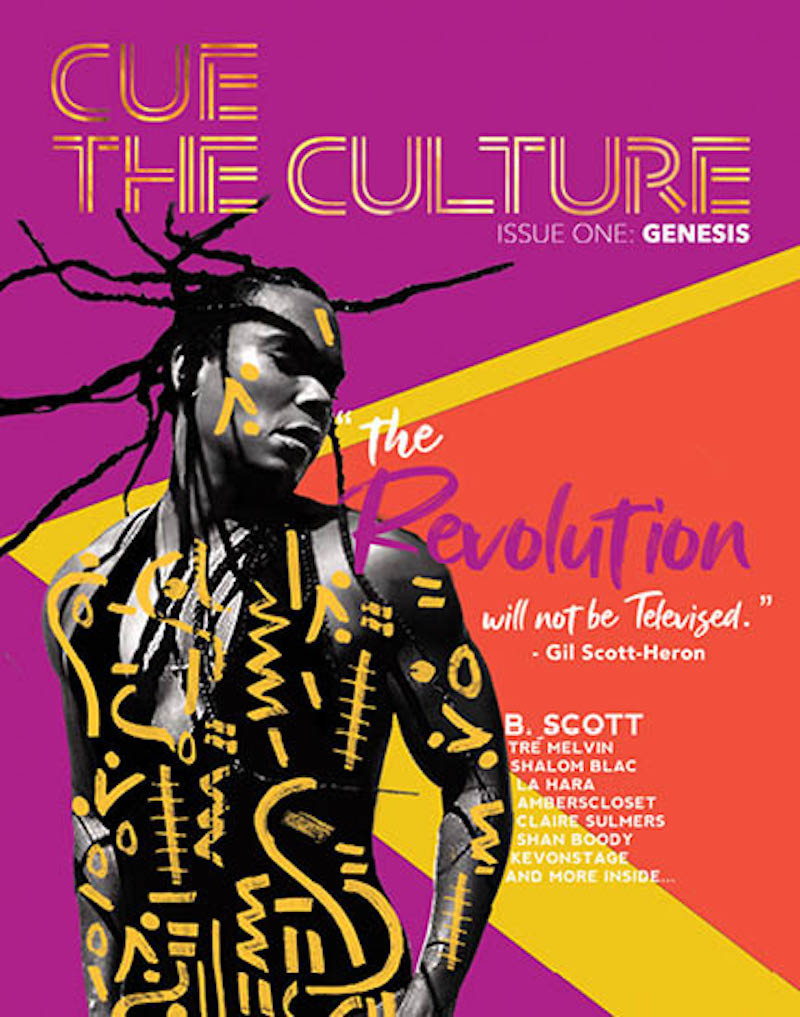 CUE
THE CULTURE
ISSUE ONE: GENESIS
“the
Revolution
will not be Televised.”
- Gil Scott-Heron
B. SCOTT
TRÉ MELVIN
SHALOM BLAC
LA HARA
AMBERSCLOSET
CLAIRE SULMERS
SHAN BOODY
KEVONSTAGE
AND MORE INSIDE...